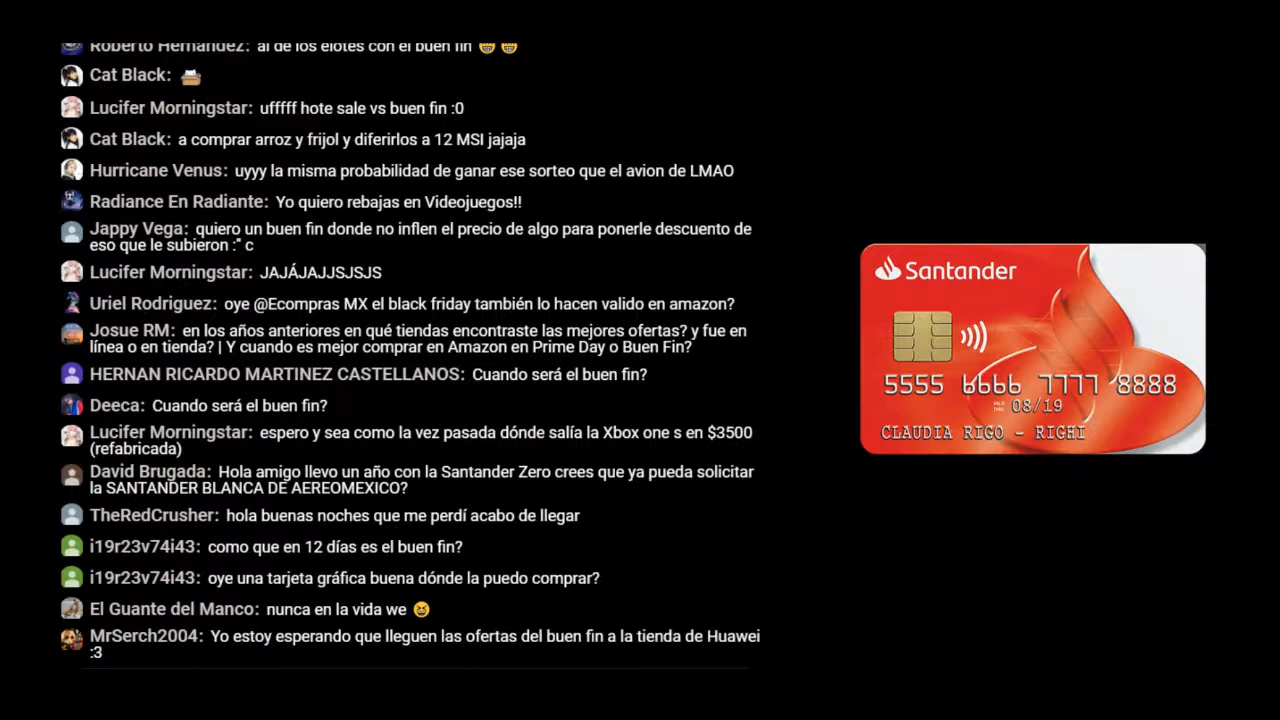 Roberto Hernandez: al de los elotes con el buen fin 😁 😁
Cat Black:
Lucifer Morningstar: ufffff hote sale vs buen fin :0
Cat Black: a comprar arroz y frijol y diferirlos a 12 MSI jajaja
Hurricane Venus: uyyy la misma probabilidad de ganar ese sorteo que el avion de LMAO
Radiance En Radiante: Yo quiero rebajas en Videojuegos!!
Jappy Vega: quiero un buen fin donde no inflen el precio de algo para ponerle descuento de
eso que le subieron :" c
Lucifer Morningstar: JAJÁJAJJSJSJS
Uriel Rodriguez: oye @Ecompras MX el black friday también lo hacen valido en amazon?
Josue RM: en los años anteriores en qué tiendas encontraste las mejores ofertas? y fue en
línea o en tienda? | Y cuando es mejor comprar en Amazon en Prime Day o Buen Fin?
HERNAN RICARDO MARTINEZ CASTELLANOS: Cuando será el buen fin?
Deeca: Cuando será el buen fin?
Lucifer Morningstar: espero y sea como la vez pasada dónde salía la Xbox one s en $3500
(refabricada)
David Brugada: Hola amigo llevo un año con la Santander Zero crees que ya pueda solicitar
la SANTANDER BLANCA DE AEREOMEXICO?
TheRedCrusher: hola buenas noches que me perdí acabo de llegar
i19r23v74i43: como que en 12 días es el buen fin?
i19r23v74i43: oye una tarjeta gráfica buena dónde la puedo comprar?
El Guante del Manco: nunca en la vida we 😆
MrSerch2004: Yo estoy esperando que lleguen las ofertas del buen fin a la tienda de Huawei
:3
Santander
5555 6666 7777 8888
VALID THRU 08/19
CLAUDIA RIGO - RIGHI